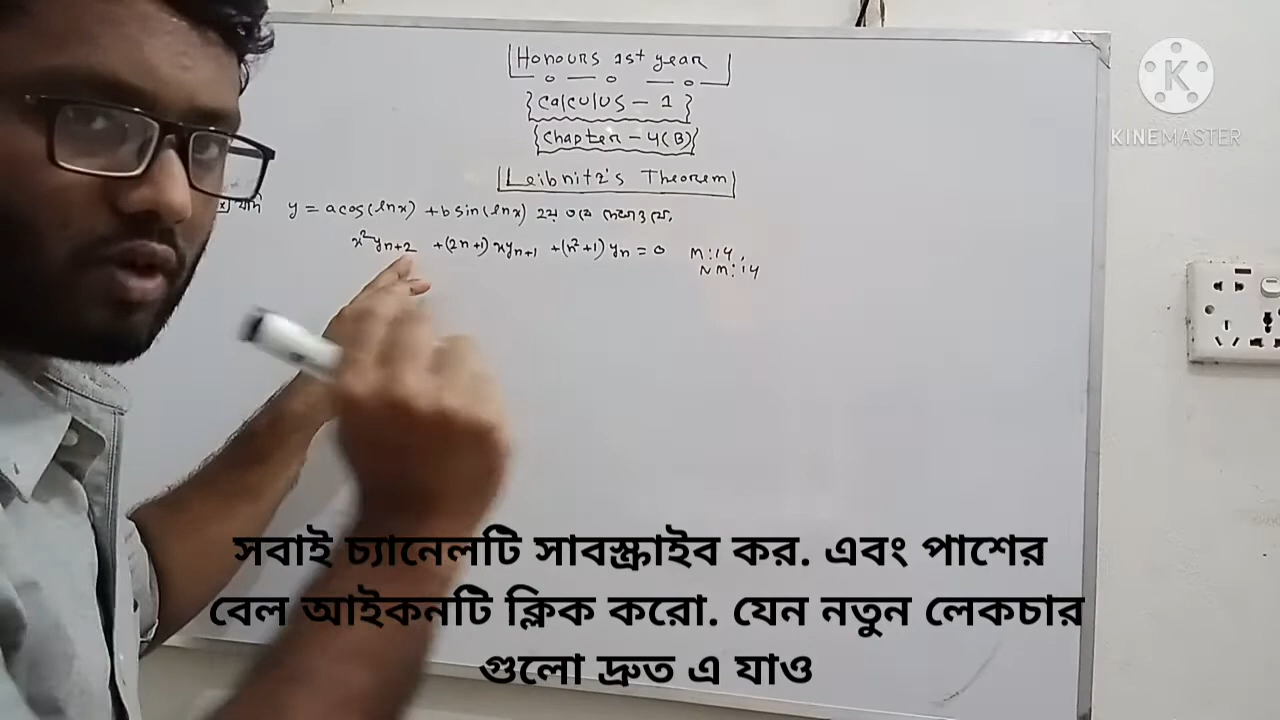 Honours 1st year
Calculus - 1
Chapter - 4(B)
Leibnitz's Theorem
যদি y = acos(lnx) + bsin(lnx) হয় তবে দেখাও যে,
x²yₙ₊₂ + (2n+1) xyₙ₊₁ + (n²+1) yₙ = 0 M:14,
NM:14
KINEMASTER
সবাই চ্যানেলটি সাবস্ক্রাইব কর. এবং পাশের
বেল আইকনটি ক্লিক করো. যেন নতুন লেকচার
গুলো দ্রুত এ যাও